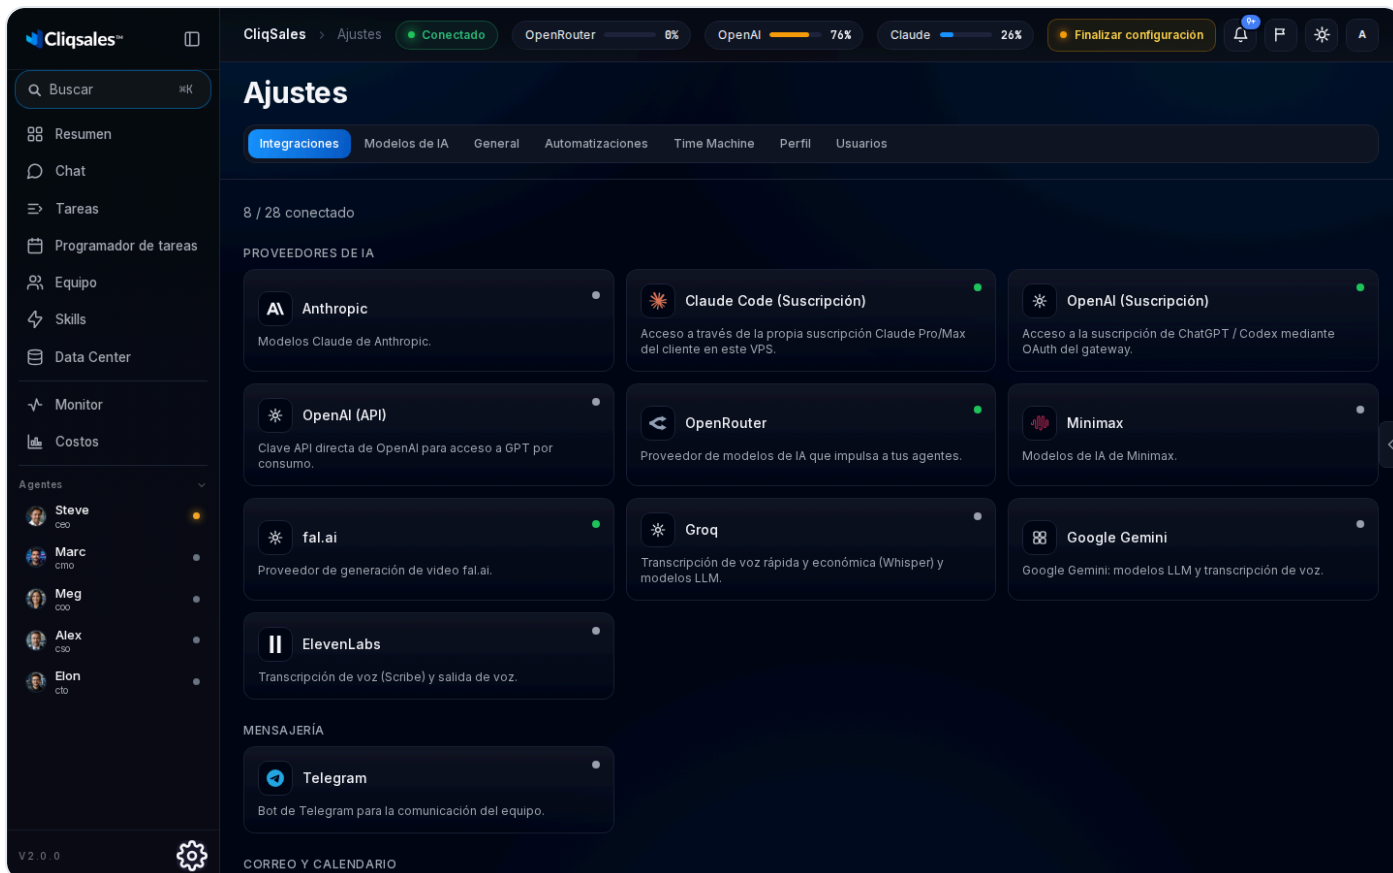 Cliqsales™
CliqSales > Ajustes
Conectado
OpenRouter 0%
OpenAI 76%
Claude 26%
Finalizar configuración
9+
A
Buscar ⌘K
Resumen
Chat
Tareas
Programador de tareas
Equipo
Skills
Data Center
Monitor
Costos
Agentes
Steve
ceo
Marc
cmo
Meg
coo
Alex
cso
Elon
cto
V2.0.0
Ajustes
Integraciones
Modelos de IA
General
Automatizaciones
Time Machine
Perfil
Usuarios
8 / 28 conectado
PROVEEDORES DE IA
Anthropic
Modelos Claude de Anthropic.
Claude Code (Suscripción)
Acceso a través de la propia suscripción Claude Pro/Max
del cliente en este VPS.
OpenAI (Suscripción)
Acceso a la suscripción de ChatGPT / Codex mediante
OAuth del gateway.
OpenAI (API)
Clave API directa de OpenAI para acceso a GPT por
consumo.
OpenRouter
Proveedor de modelos de IA que impulsa a tus agentes.
Minimax
Modelos de IA de Minimax.
fal.ai
Proveedor de generación de video fal.ai.
Groq
Transcripción de voz rápida y económica (Whisper) y
modelos LLM.
Google Gemini
Google Gemini: modelos LLM y transcripción de voz.
ElevenLabs
Transcripción de voz (Scribe) y salida de voz.
MENSAJERÍA
Telegram
Bot de Telegram para la comunicación del equipo.
CORREO Y CALENDARIO